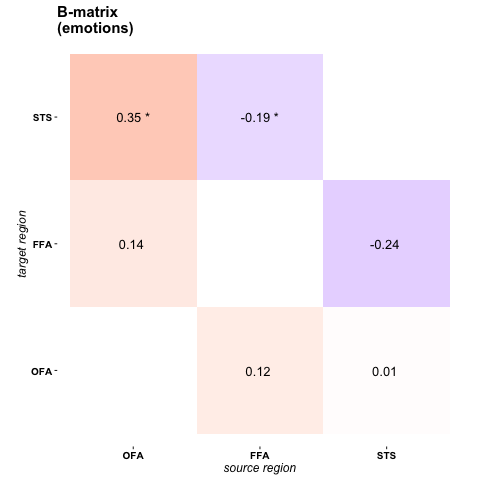 B-matrix
(emotions)
STS
0.35 *
-0.19 *
target region
FFA
0.14
-0.24
OFA
0.12
0.01
OFA
FFA
STS
source region